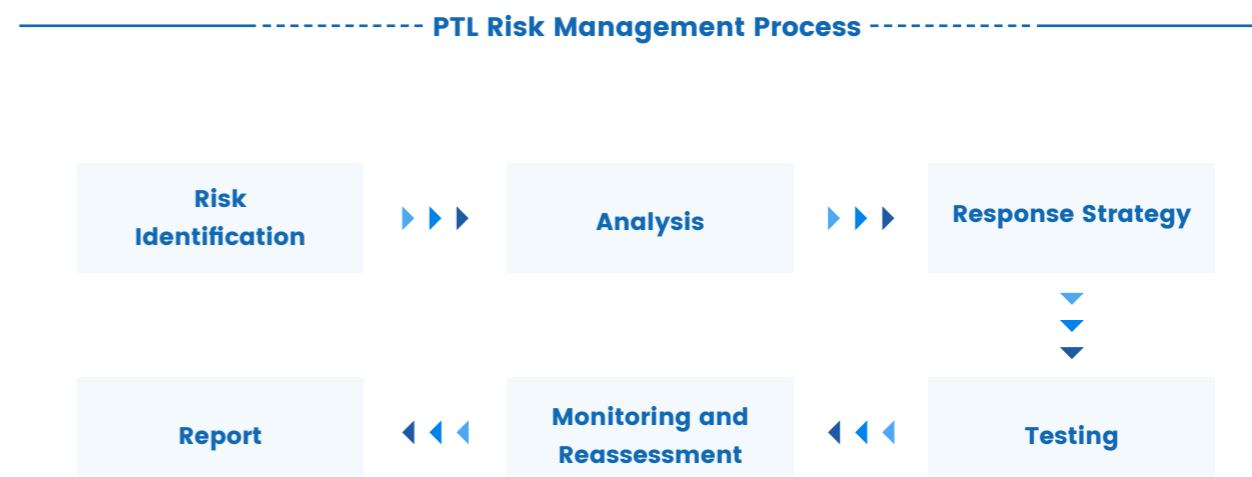 PTL Risk Management Process
Risk
Identification
Analysis
Response Strategy
Report
Monitoring and
Reassessment
Testing